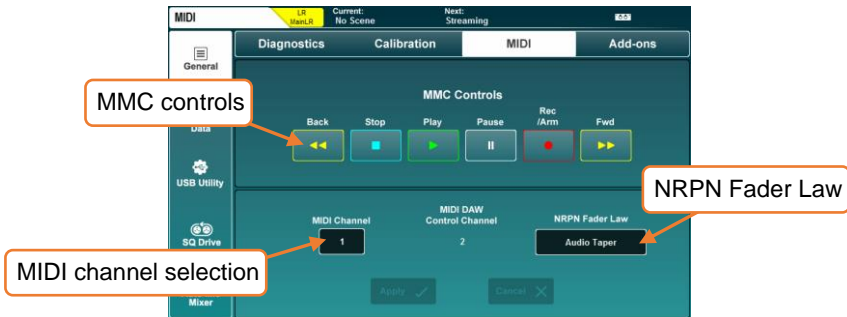 MIDI
LR
MainLR
Current:
No Scene
Next:
Streaming
Diagnostics
Calibration
MIDI
Add-ons
General
MMC controls
Data
USB Utility
SQ Drive
MIDI channel selection
Mixer
MMC Controls
Back
Stop
Play
Pause
Rec
/Arm
Fwd
NRPN Fader Law
MIDI Channel
1
MIDI DAW
Control Channel
2
NRPN Fader Law
Audio Taper
Apply
Cancel